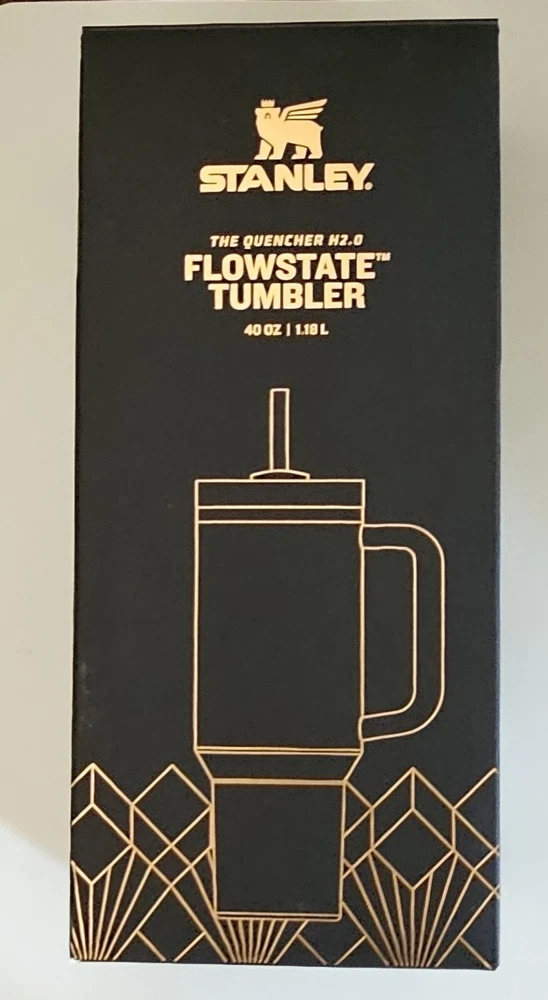 STANLEY.
THE QUENCHER H2.0
FLOWSTATE™
TUMBLER
40 OZ | 1.18 L